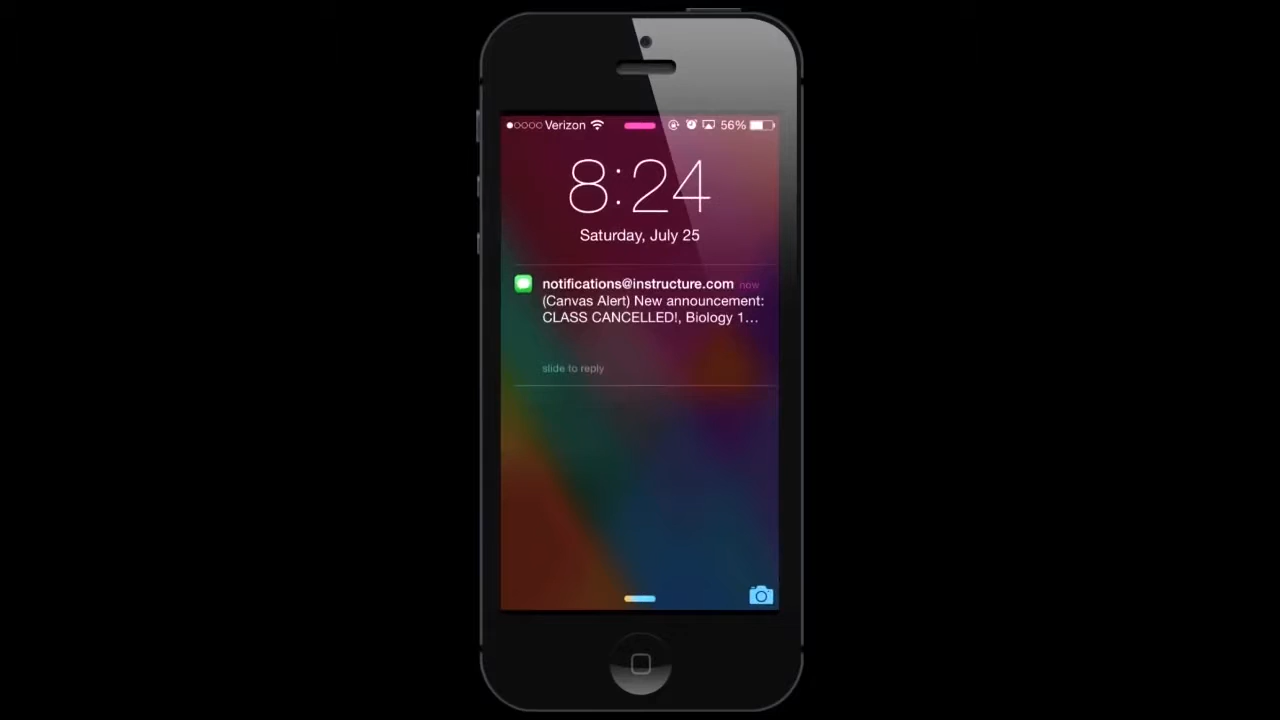 Verizon 56%
8:24
Saturday, July 25
notifications@instructure.com now
(Canvas Alert) New announcement:
CLASS CANCELLED!, Biology 1...
slide to reply